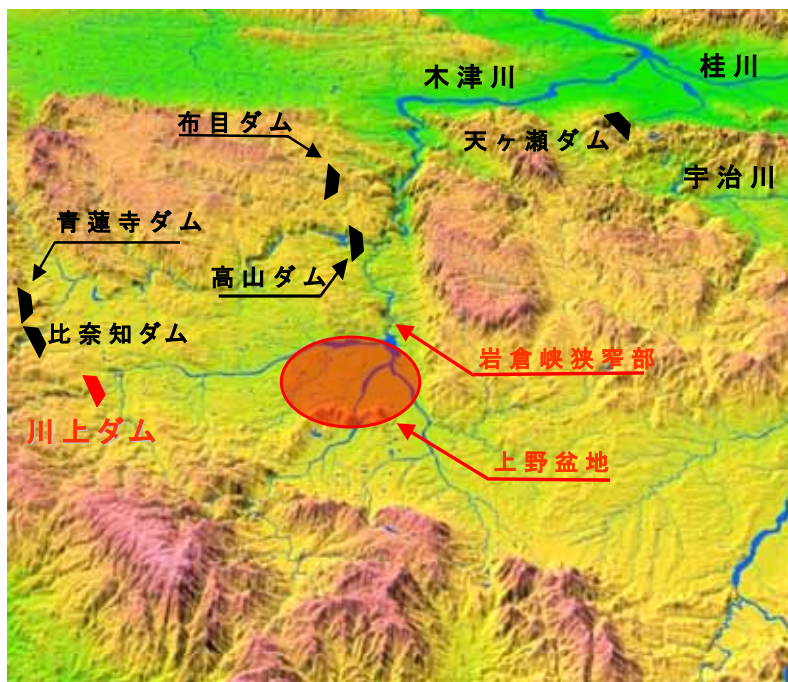 桂川
木津川
布目ダム
天ヶ瀬ダム
宇治川
青蓮寺ダム
高山ダム
比奈知ダム
岩倉峡狭窄部
川上ダム
上野盆地